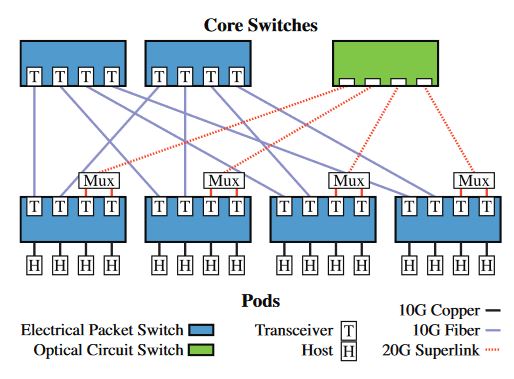 Core Switches
T T T T T T T T
Mux Mux Mux Mux
T T T T T T T T T T T T T T T T
H H H H H H H H H H H H H H H H
Pods
10G Copper
Electrical Packet Switch Transceiver T 10G Fiber
Optical Circuit Switch Host H 20G Superlink